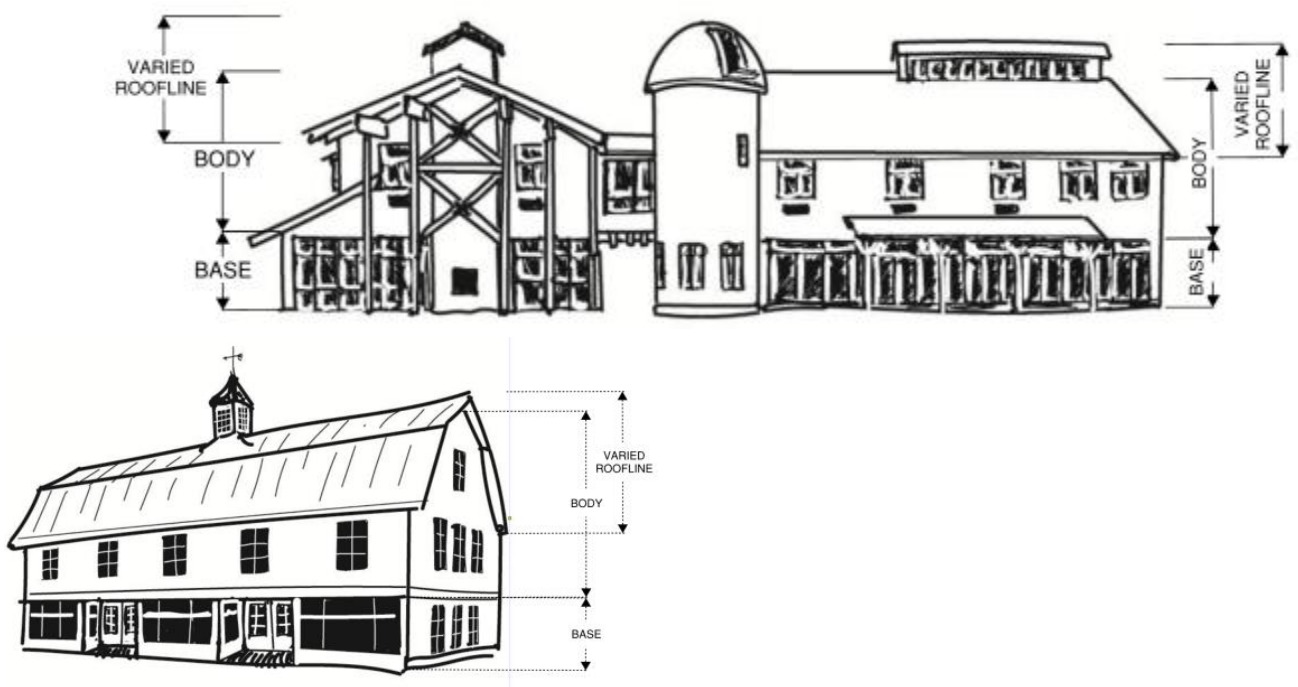 VARIED
ROOFLINE
BODY
BASE
VARIED
ROOFLINE
BODY
BASE
VARIED
ROOFLINE
BODY
BASE